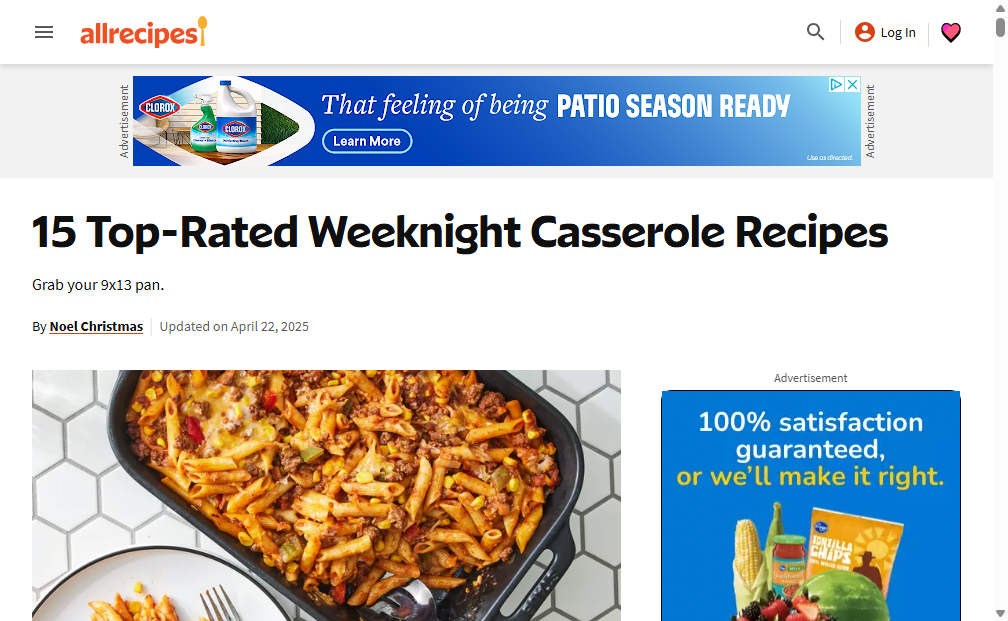 allrecipes
Log In
Advertisement
CLOROX
CLOROX
CLOROX
That feeling of being PATIO SEASON READY
Learn More
Use as directed.
Advertisement
15 Top-Rated Weeknight Casserole Recipes
Grab your 9x13 pan.
By Noel Christmas
Updated on April 22, 2025
Advertisement
100% satisfaction
guaranteed,
or we'll make it right.
Kroger
TORTILLA
CHIPS